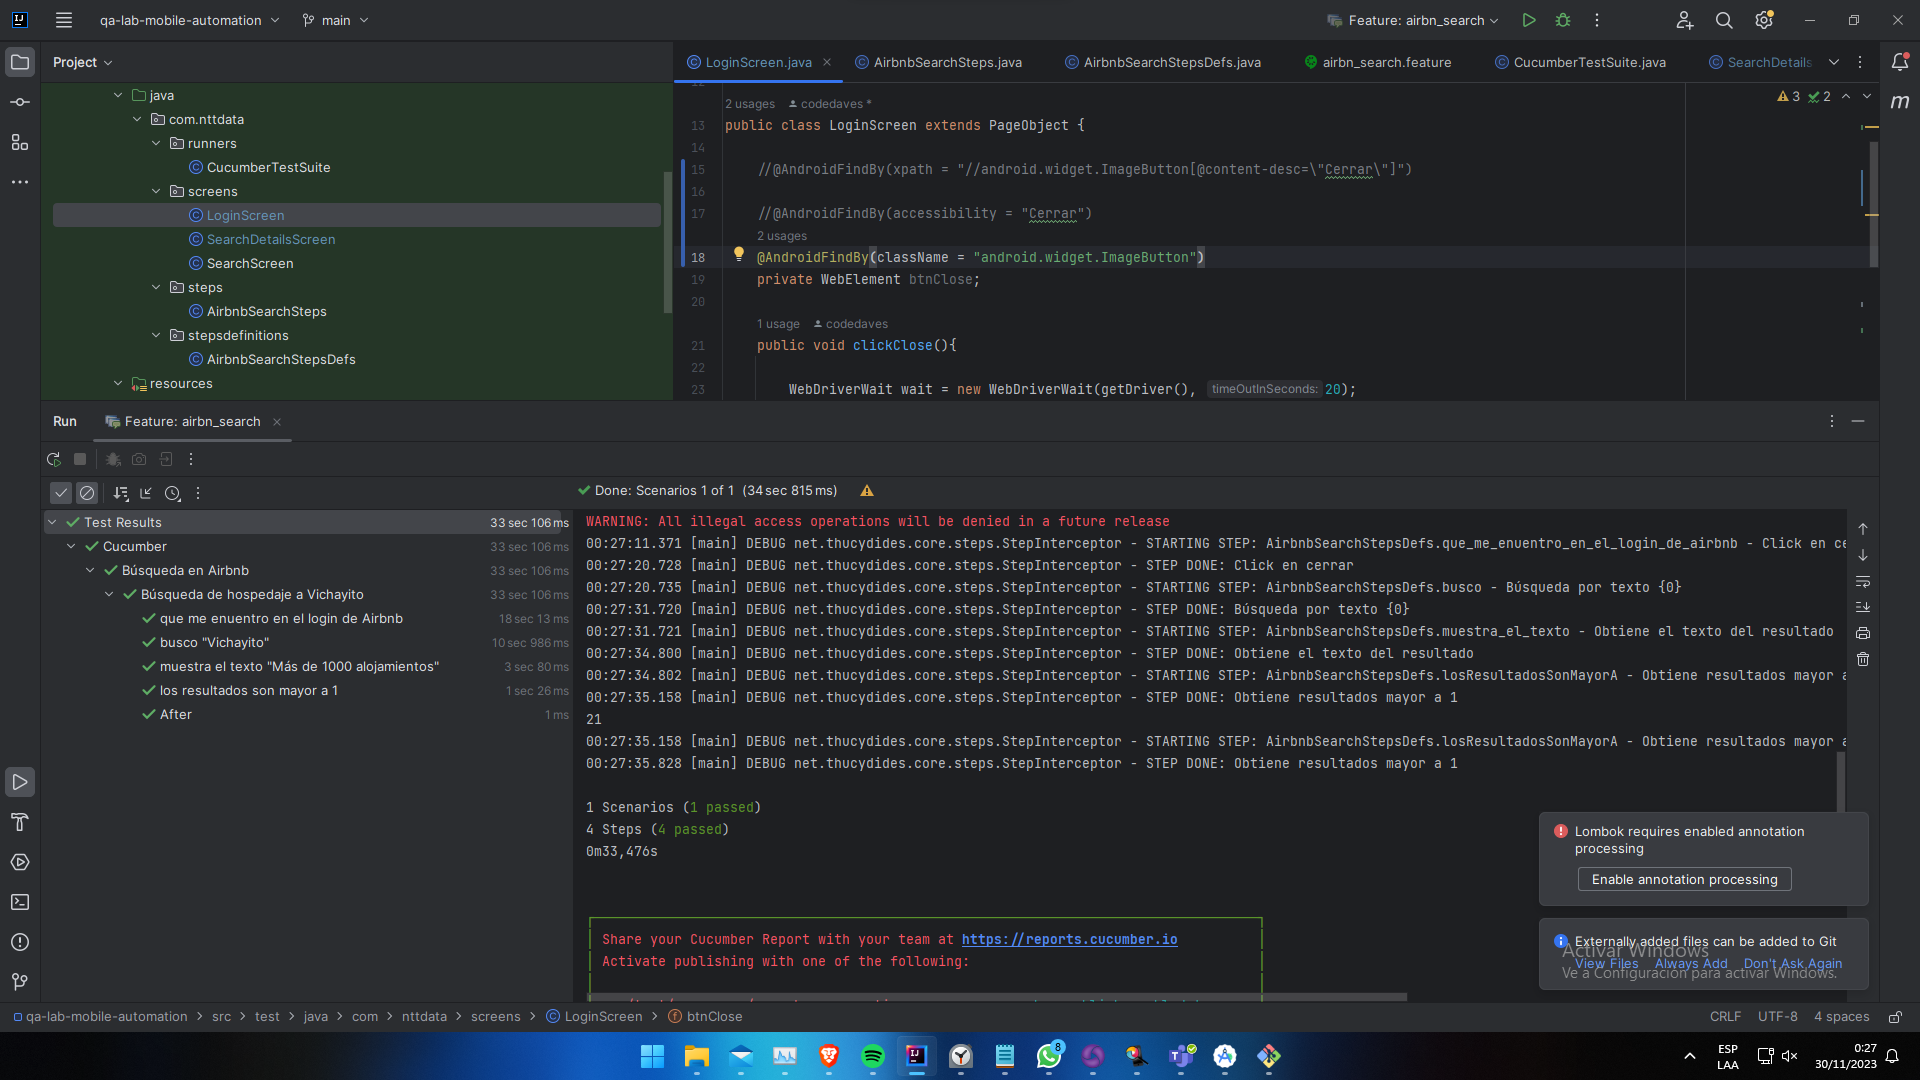 qa-lab-mobile-automation
main
Feature: airbn_search
Project
LoginScreen.java
AirbnbSearchSteps.java
AirbnbSearchStepsDefs.java
airbn_search.feature
CucumberTestSuite.java
SearchDetails
java
com.nttdata
runners
CucumberTestSuite
screens
LoginScreen
SearchDetailsScreen
SearchScreen
steps
AirbnbSearchSteps
stepsdefinitions
AirbnbSearchStepsDefs
resources
3 2
2 usages codedaves *
13 public class LoginScreen extends PageObject {
14
15 //@AndroidFindBy(xpath = "//android.widget.ImageButton[@content-desc=\"Cerrar\"]")
16
17 //@AndroidFindBy(accessibility = "Cerrar")
2 usages
18 @AndroidFindBy(className = "android.widget.ImageButton")
19 private WebElement btnClose;
20
1 usage codedaves
21 public void clickClose(){
22
23 WebDriverWait wait = new WebDriverWait(getDriver(), timeOutInSeconds: 20);
Run
Feature: airbn_search
Done: Scenarios 1 of 1 (34 sec 815 ms)
Test Results 33 sec 106 ms
Cucumber 33 sec 106 ms
Búsqueda en Airbnb 33 sec 106 ms
Búsqueda de hospedaje a Vichayito 33 sec 106 ms
que me enuentro en el login de Airbnb 18 sec 13 ms
busco "Vichayito" 10 sec 986 ms
muestra el texto "Más de 1000 alojamientos" 3 sec 80 ms
los resultados son mayor a 1 1 sec 26 ms
After 1 ms
WARNING: All illegal access operations will be denied in a future release
00:27:11.371 [main] DEBUG net.thucydides.core.steps.StepInterceptor - STARTING STEP: AirbnbSearchStepsDefs.que_me_enuentro_en_el_login_de_airbnb - Click en ce
00:27:20.728 [main] DEBUG net.thucydides.core.steps.StepInterceptor - STEP DONE: Click en cerrar
00:27:20.735 [main] DEBUG net.thucydides.core.steps.StepInterceptor - STARTING STEP: AirbnbSearchStepsDefs.busco - Búsqueda por texto {0}
00:27:31.720 [main] DEBUG net.thucydides.core.steps.StepInterceptor - STEP DONE: Búsqueda por texto {0}
00:27:31.721 [main] DEBUG net.thucydides.core.steps.StepInterceptor - STARTING STEP: AirbnbSearchStepsDefs.muestra_el_texto - Obtiene el texto del resultado
00:27:34.800 [main] DEBUG net.thucydides.core.steps.StepInterceptor - STEP DONE: Obtiene el texto del resultado
00:27:34.802 [main] DEBUG net.thucydides.core.steps.StepInterceptor - STARTING STEP: AirbnbSearchStepsDefs.losResultadosSonMayorA - Obtiene resultados mayor a
00:27:35.158 [main] DEBUG net.thucydides.core.steps.StepInterceptor - STEP DONE: Obtiene resultados mayor a 1
21
00:27:35.158 [main] DEBUG net.thucydides.core.steps.StepInterceptor - STARTING STEP: AirbnbSearchStepsDefs.losResultadosSonMayorA - Obtiene resultados mayor a
00:27:35.828 [main] DEBUG net.thucydides.core.steps.StepInterceptor - STEP DONE: Obtiene resultados mayor a 1
1 Scenarios (1 passed)
4 Steps (4 passed)
0m33,476s
Share your Cucumber Report with your team at https://reports.cucumber.io
Activate publishing with one of the following:
Lombok requires enabled annotation
processing
Enable annotation processing
Externally added files can be added to Git
View Files Always Add Don't Ask Again
Activar Windows
Ve a Configuración para activar Windows.
qa-lab-mobile-automation > src > test > java > com > nttdata > screens > LoginScreen > btnClose
CRLF UTF-8 4 spaces
8
ESP
LAA
0:27
30/11/2023